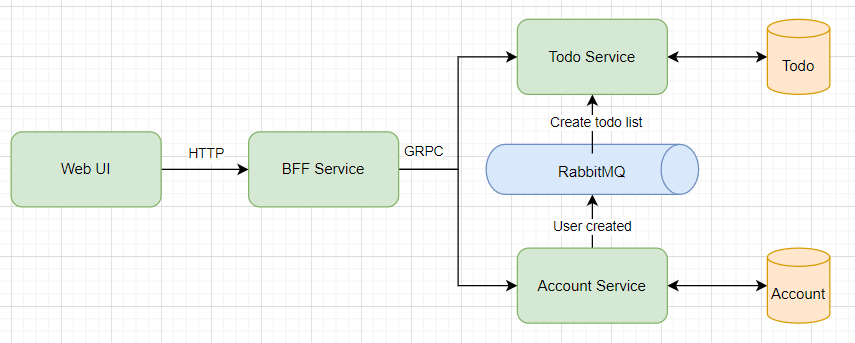 Todo Service
Todo
Create todo list
HTTP
GRPC
Web UI
BFF Service
RabbitMQ
User created
Account Service
Account